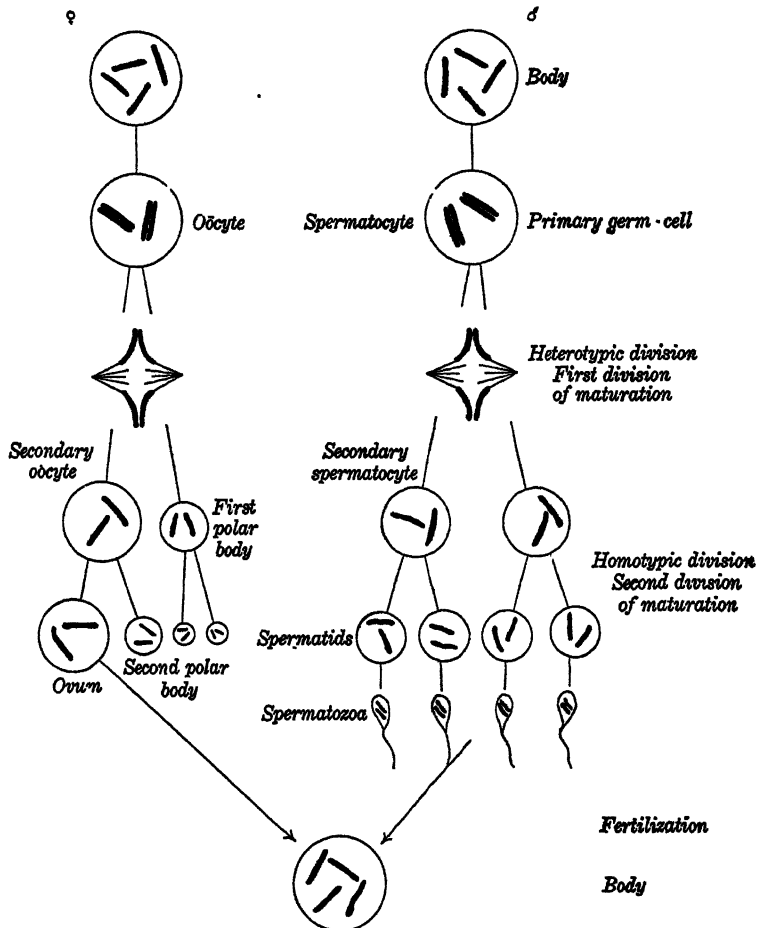 ♀
♂
Body
Oöcyte
Spermatocyte
Primary germ-cell
Heterotypic division
First division
of maturation
Secondary
oöcyte
First
polar
body
Secondary
spermatocyte
Homotypic division
Second division
of maturation
Ovum
Second polar
body
Spermatids
Spermatozoa
Fertilization
Body